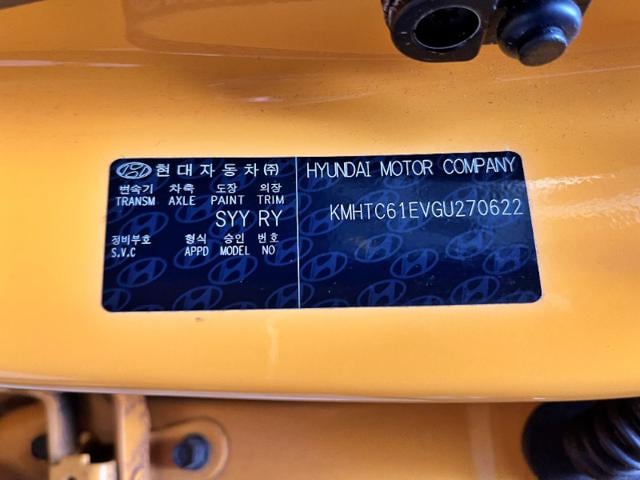 현대자동차㈜
변속기 차축 도장 외장
TRANSM AXLE PAINT TRIM
SYY RY
정비부호 형식 승인 번호
S.V.C APPD MODEL NO
HYUNDAI MOTOR COMPANY
KMHTC61EVGU270622